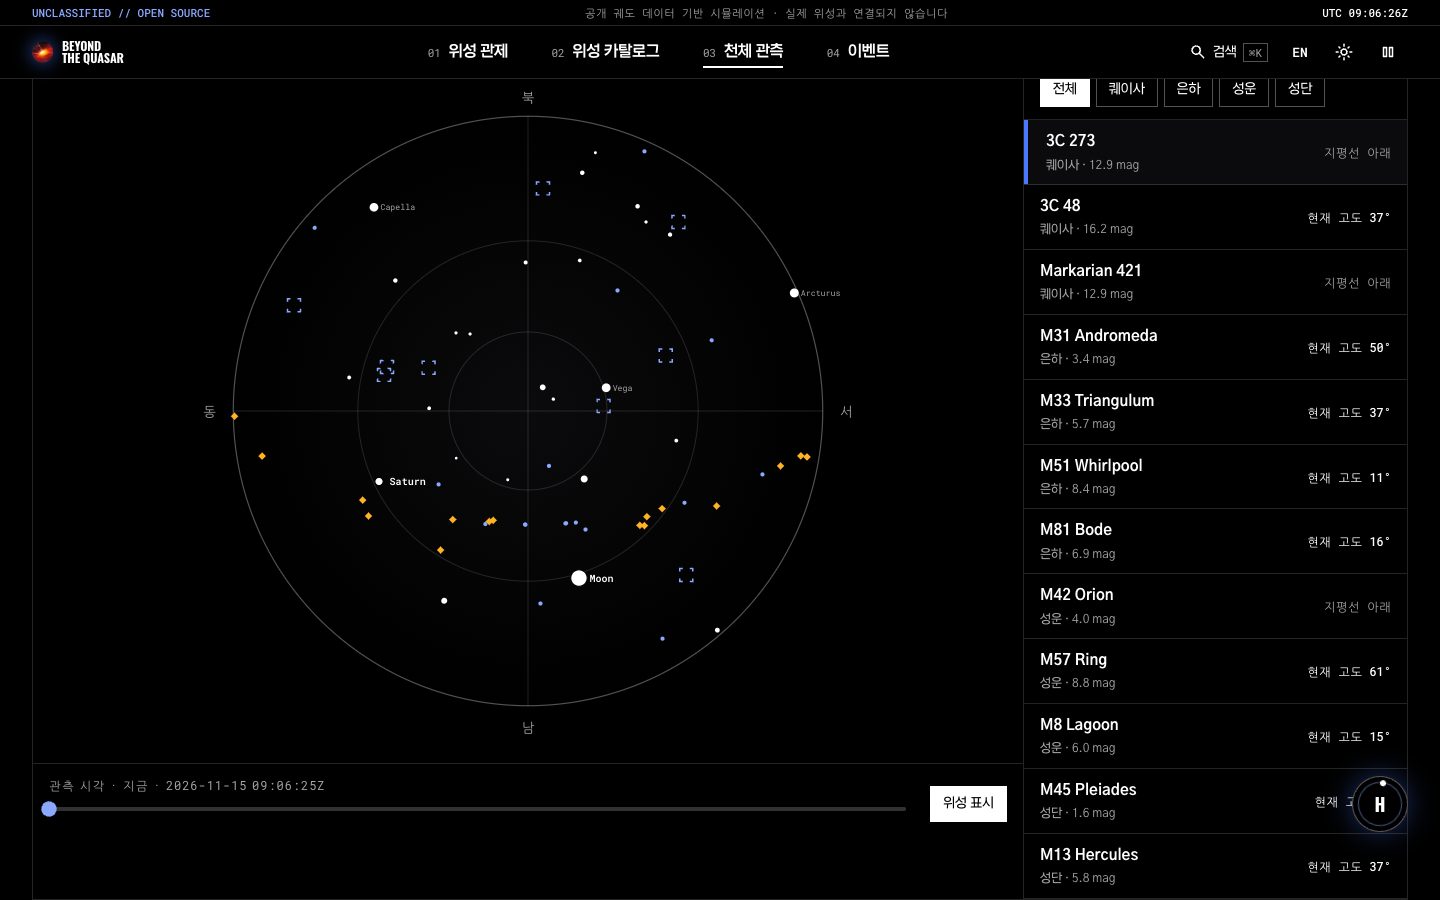 UNCLASSIFIED // OPEN SOURCE
공개 궤도 데이터 기반 시뮬레이션 · 실제 위성과 연결되지 않습니다
UTC 09:06:26Z
BEYOND
THE QUASAR
01 위성 관제
02 위성 카탈로그
03 천체 관측
04 이벤트
검색 ⌘K
EN
북
Capella
Arcturus
Vega
동
서
Saturn
Moon
남
관측 시각 · 지금 · 2026-11-15 09:06:25Z
위성 표시
전체
퀘이사
은하
성운
성단
3C 273
퀘이사 · 12.9 mag
지평선 아래
3C 48
퀘이사 · 16.2 mag
현재 고도 37°
Markarian 421
퀘이사 · 12.9 mag
지평선 아래
M31 Andromeda
은하 · 3.4 mag
현재 고도 50°
M33 Triangulum
은하 · 5.7 mag
현재 고도 37°
M51 Whirlpool
은하 · 8.4 mag
현재 고도 11°
M81 Bode
은하 · 6.9 mag
현재 고도 16°
M42 Orion
성운 · 4.0 mag
지평선 아래
M57 Ring
성운 · 8.8 mag
현재 고도 61°
M8 Lagoon
성운 · 6.0 mag
현재 고도 15°
M45 Pleiades
성단 · 1.6 mag
현재
H
M13 Hercules
성단 · 5.8 mag
현재 고도 37°